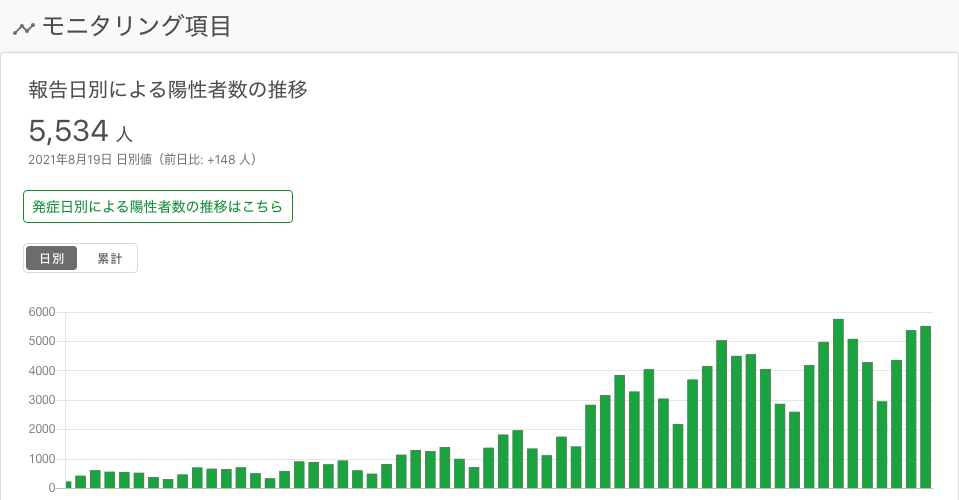 モニタリング項目
報告日別による陽性者数の推移
5,534 人
2021年8月19日 日別値（前日比: +148 人）
発症日別による陽性者数の推移はこちら
日別 累計
6000
5000
4000
3000
2000
1000
0